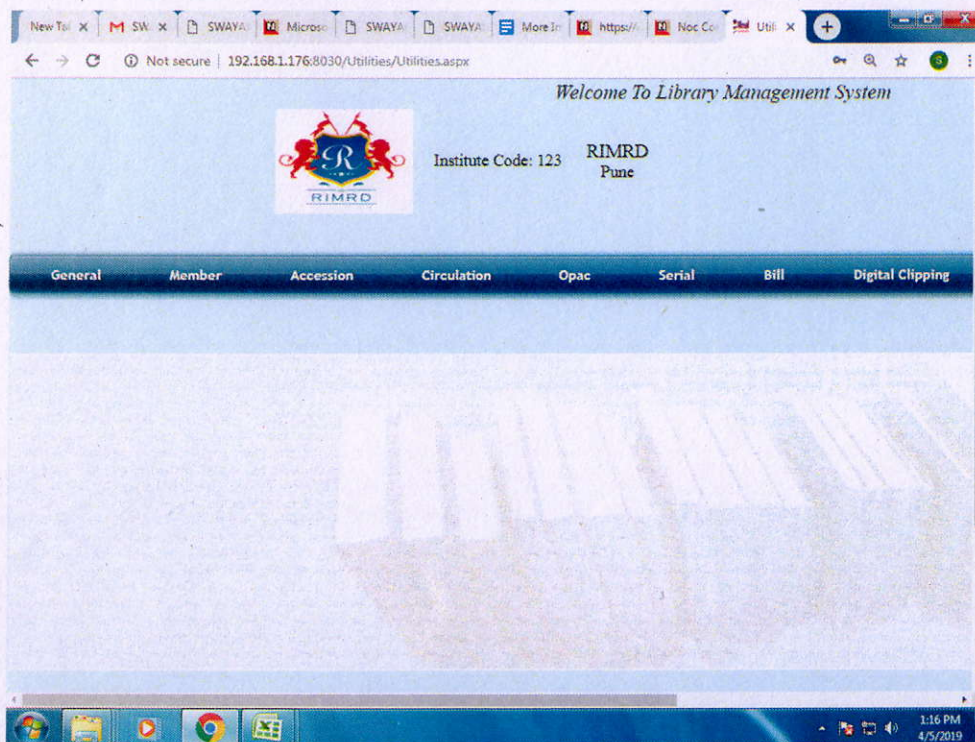 New Ta
SW
SWAYA
Microso
SWAYA
SWAYA
More In
https://
Noc Co
Utili
Not secure | 192.168.1.176:8030/Utilities/Utilities.aspx
S
Welcome To Library Management System
R
RIMRD
Institute Code: 123
RIMRD
Pune
General Member Accession Circulation Opac Serial Bill Digital Clipping
1:16 PM
4/5/2019